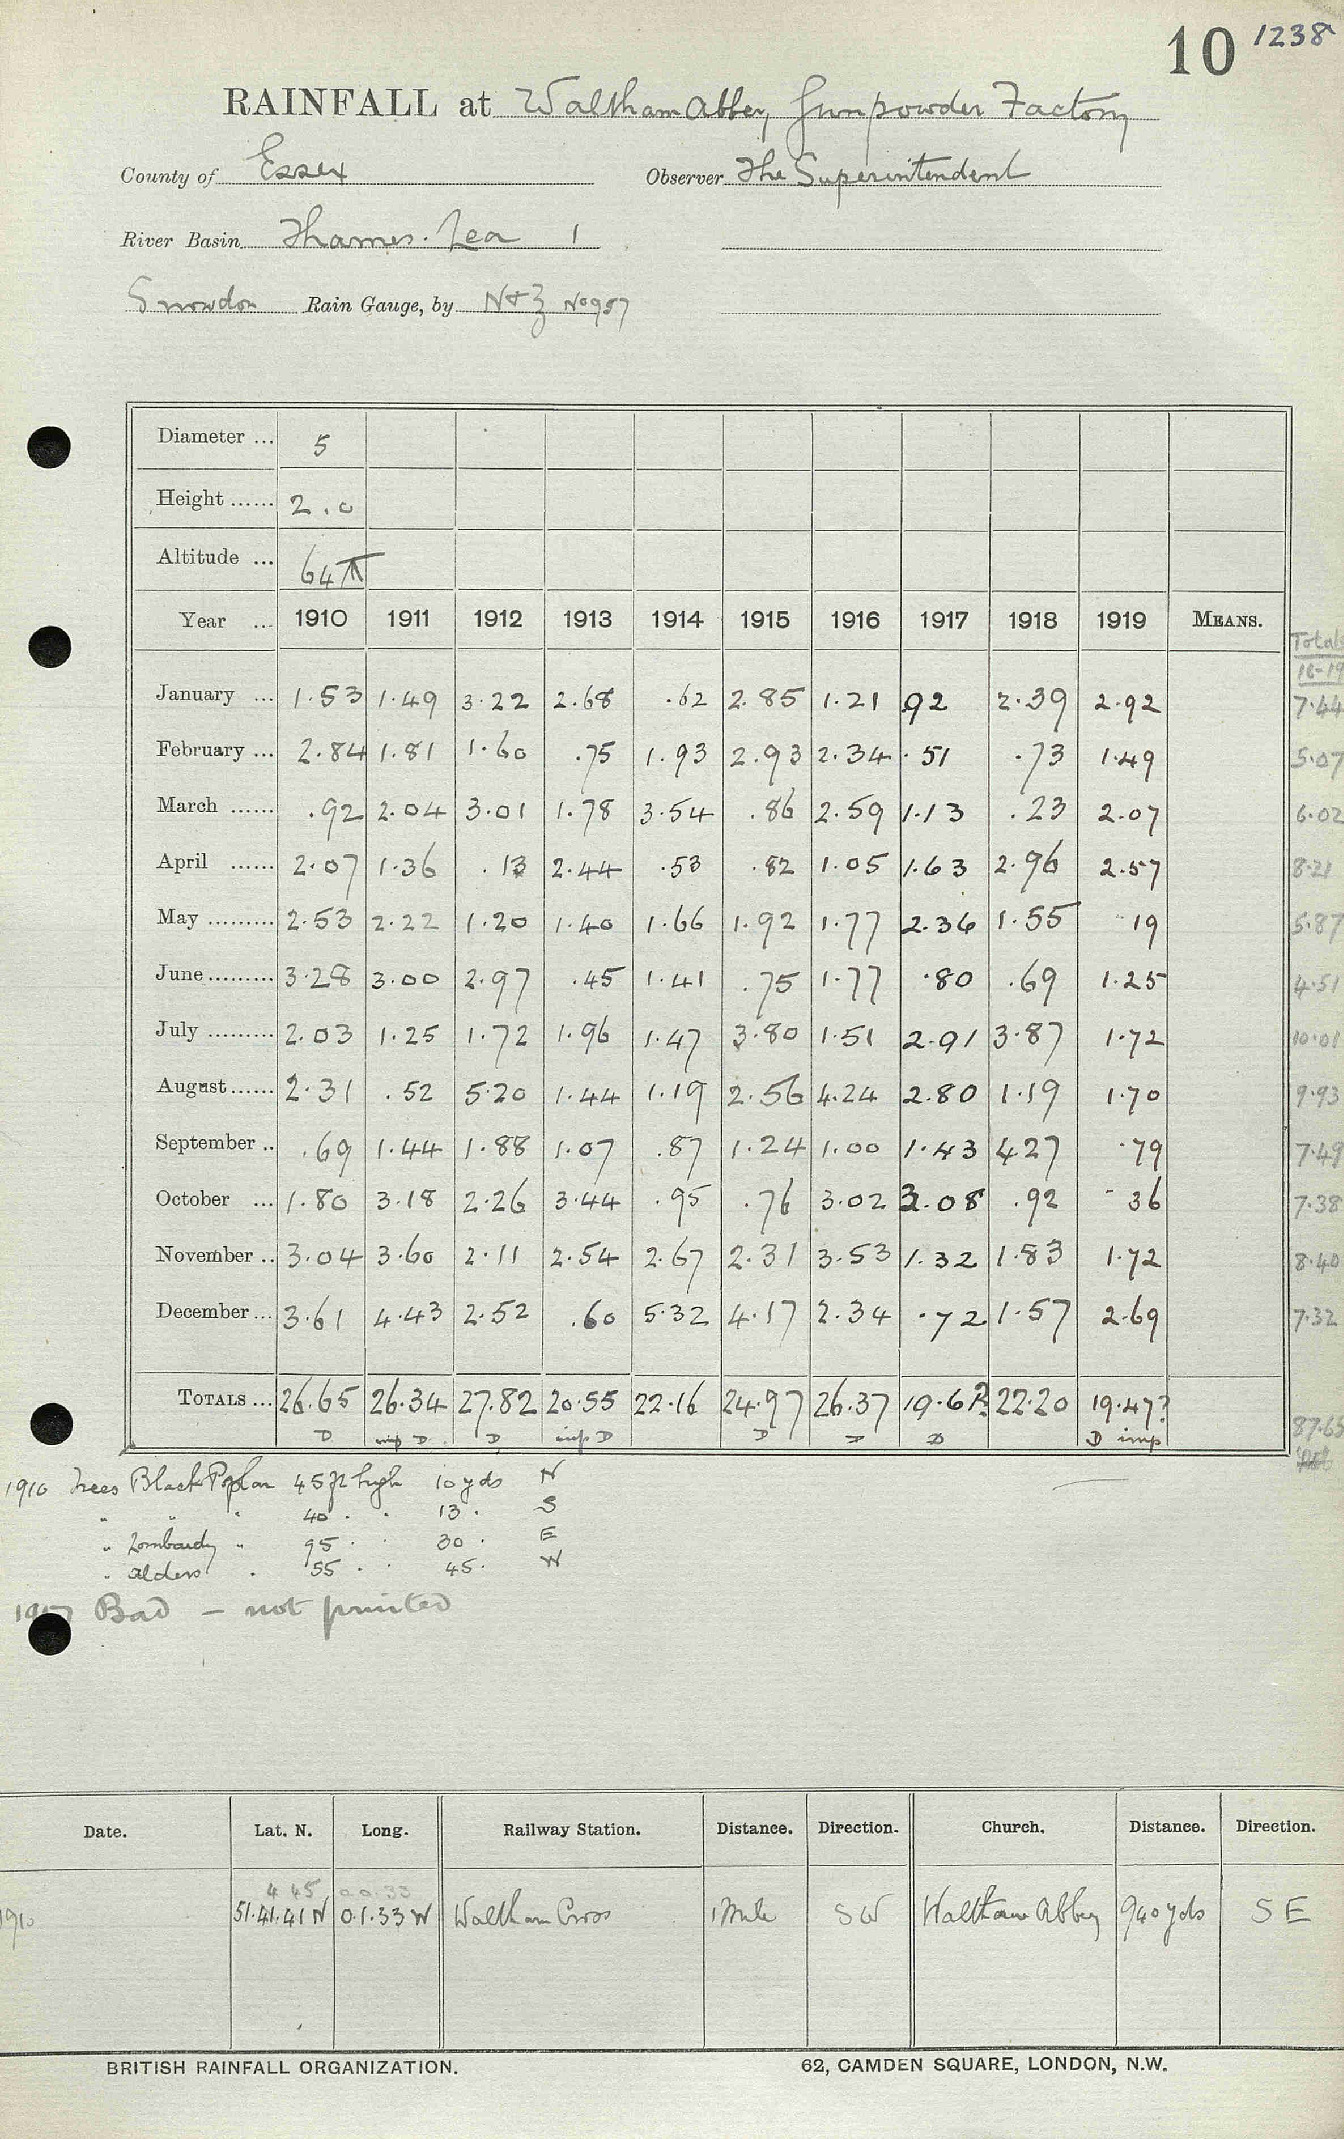 10 1238
RAINFALL at Waltham Abbey, Gunpowder Factory
County of Essex Observer The Superintendent
River Basin Thames. Lea 1
Snowdon Rain Gauge, by N & Z No 957
Diameter ... 5
Height ...... 2.0
Altitude ... 64 ft
Year ... 1910 1911 1912 1913 1914 1915 1916 1917 1918 1919 MEANS. Totals 16-19
January ... 1.53 1.49 3.22 2.68 .62 2.85 1.21 .92 2.39 2.92 7.44
February ... 2.84 1.81 1.60 .75 1.93 2.93 2.34 .51 .73 1.49 5.07
March ...... .92 2.04 3.01 1.78 3.54 .86 2.59 1.13 .23 2.07 6.02
April ...... 2.07 1.36 .13 2.44 .53 .82 1.05 1.63 2.96 2.57 8.21
May ......... 2.53 2.22 1.20 1.40 1.66 1.92 1.77 2.36 1.55 .19 5.87
June ......... 3.28 3.00 2.97 .45 1.41 .75 1.77 .80 .69 1.25 4.51
July ......... 2.03 1.25 1.72 1.96 1.47 3.80 1.51 2.91 3.87 1.72 10.01
August ...... 2.31 .52 5.20 1.44 1.19 2.56 4.24 2.80 1.19 1.70 9.93
September .. .69 1.44 1.88 1.07 .87 1.24 1.00 1.43 4.27 .79 7.49
October ... 1.80 3.18 2.26 3.44 .95 .76 3.02 3.08 .92 .36 7.38
November .. 3.04 3.60 2.11 2.54 2.67 2.31 3.53 1.32 1.83 1.72 8.40
December ... 3.61 4.43 2.52 .60 5.32 4.17 2.34 .72 1.57 2.69 7.32
TOTALS ... 26.65 26.34 27.82 20.55 22.16 24.97 26.37 19.6 22.20 19.47? 87.65
D imp D D imp D D D D D imp
1910 Trees Black Poplar 45 ft high 10 yds N
" " " 40 . . 13 . S
" Lombardy " 95 . . 30 . E
. Alders . 55 . . 45 . W
1917 Bad - not printed
Date. Lat. N. Long. Railway Station. Distance. Direction. Church. Distance. Direction.
4 45 0 0.33
1910 51.41.41 N 0.1.33 W Waltham Cross 1 Mile SW Waltham Abbey 940 yds SE
BRITISH RAINFALL ORGANIZATION. 62, CAMDEN SQUARE, LONDON, N.W.